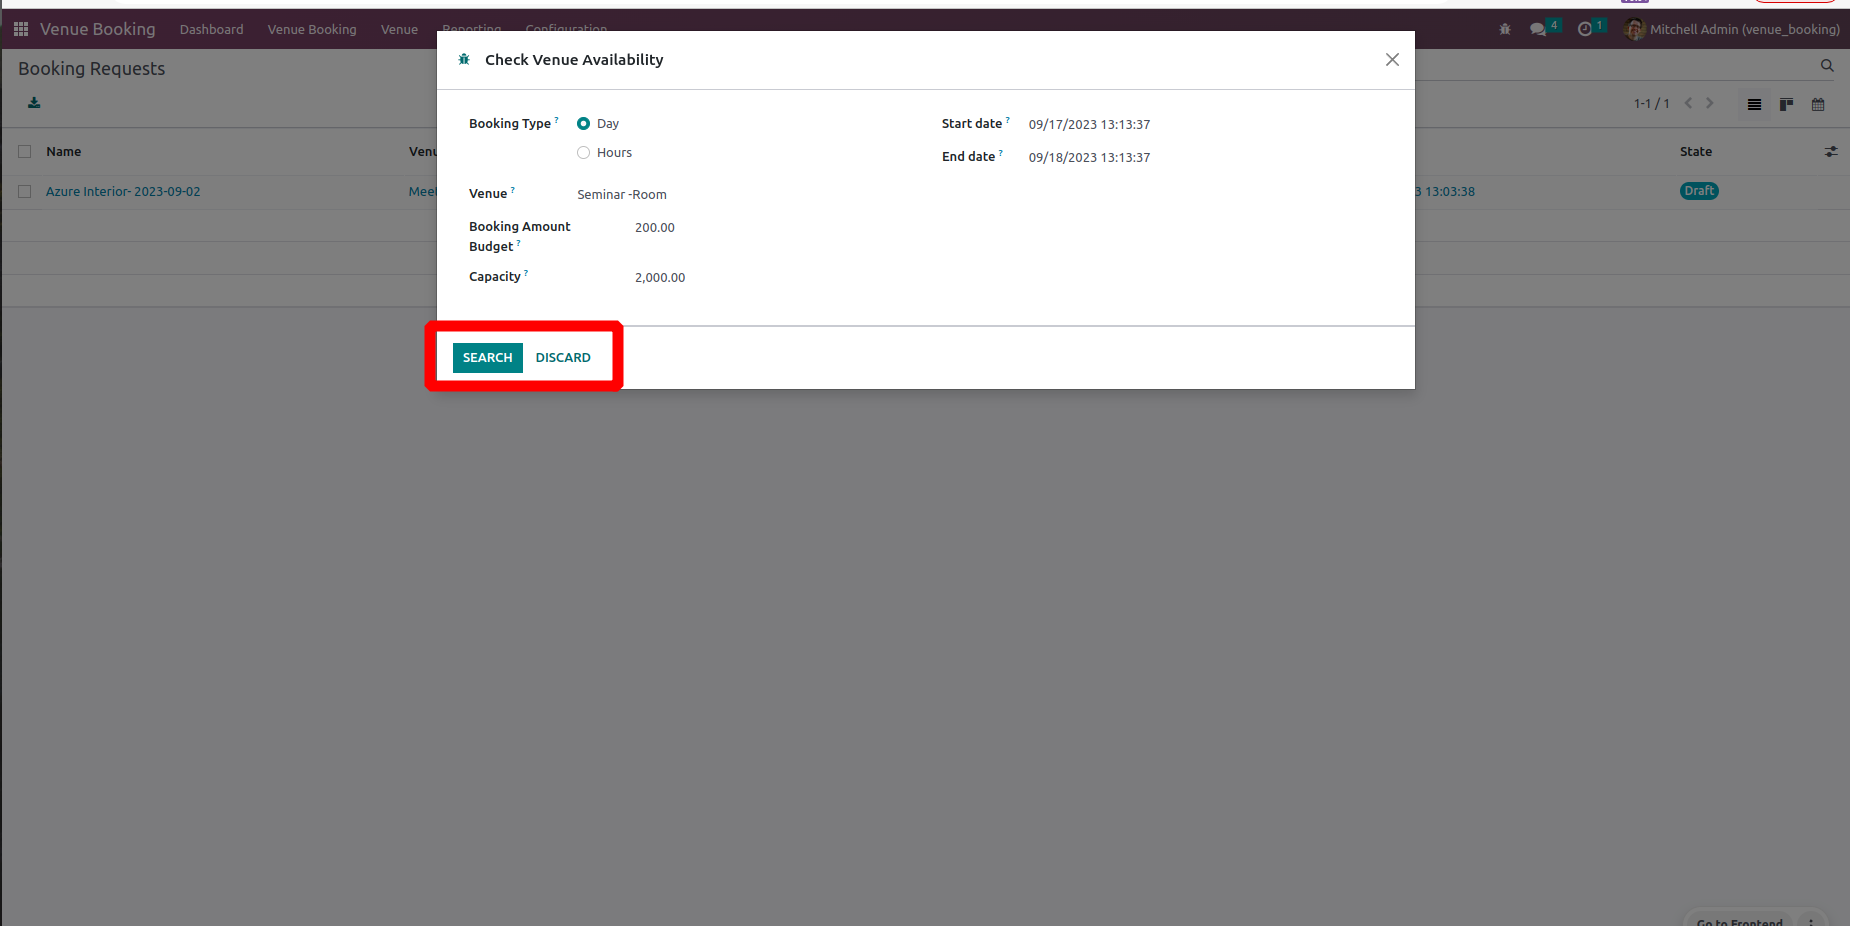 Venue Booking Dashboard Venue Booking Venue Reporting Configuration 4 1 Mitchell Admin (venue_booking)
Booking Requests
Check Venue Availability
1-1 / 1
Booking Type ? Day
Hours
Start date ? 09/17/2023 13:13:37
End date ? 09/18/2023 13:13:37
Venue ? Seminar -Room
Booking Amount Budget ? 200.00
Capacity ? 2,000.00
SEARCH DISCARD
Name Venu State
Azure Interior- 2023-09-02 Meet 3 13:03:38 Draft
Go to Frontend